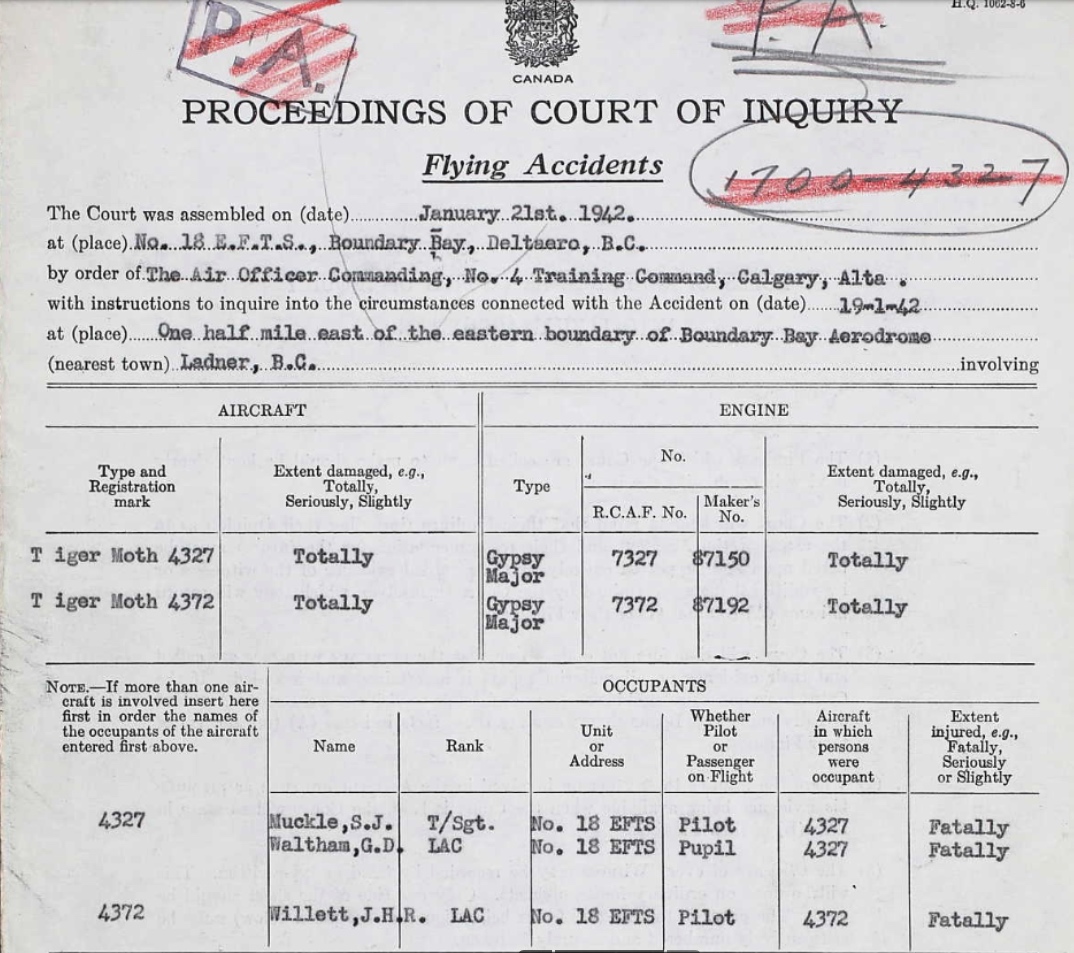 H.Q. 1062-8-6
P.A.
P.A.
CANADA
PROCEEDINGS OF COURT OF INQUIRY
Flying Accidents
1700-4327
The Court was assembled on (date) January 21st. 1942.
at (place) No. 18 E.F.T.S., Boundary Bay, Deltaero, B.C.
by order of The Air Officer Commanding, No. 4 Training Command, Calgary, Alta .
with instructions to inquire into the circumstances connected with the Accident on (date) 19-1-42
at (place) One half mile east of the eastern boundary of Boundary Bay Aerodrome
(nearest town) Ladner, B.C. involving
AIRCRAFT ENGINE
Type and Registration mark
Extent damaged, e.g., Totally, Seriously, Slightly
Type
No.
R.C.A.F. No.
Maker's No.
Extent damaged, e.g., Totally, Seriously, Slightly
T iger Moth 4327 Totally Gypsy Major 7327 87150 Totally
T iger Moth 4372 Totally Gypsy Major 7372 87192 Totally
NOTE.—If more than one air-
craft is involved insert here
first in order the names of
the occupants of the aircraft
entered first above.
OCCUPANTS
Name
Rank
Unit or Address
Whether Pilot or Passenger on Flight
Aircraft in which persons were occupant
Extent injured, e.g., Fatally, Seriously or Slightly
4327 Muckle,S.J. T/Sgt. No. 18 EFTS Pilot 4327 Fatally
Waltham,G.D. LAC No. 18 EFTS Pupil 4327 Fatally
4372 Willett,J.H.R. LAC No. 18 EFTS Pilot 4372 Fatally